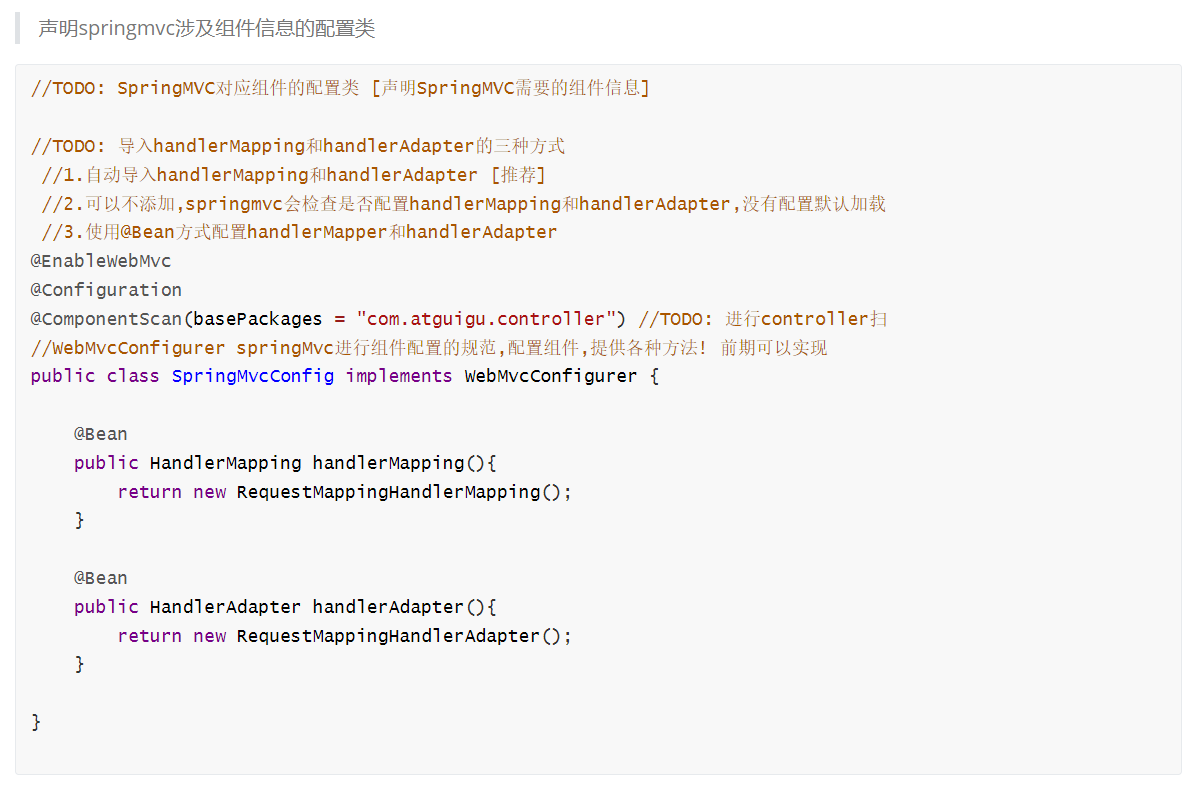 声明springmvc涉及组件信息的配置类
//TODO: SpringMVC对应组件的配置类 [声明SpringMVC需要的组件信息]
//TODO: 导入handlerMapping和handlerAdapter的三种方式
//1.自动导入handlerMapping和handlerAdapter [推荐]
//2.可以不添加,springmvc会检查是否配置handlerMapping和handlerAdapter,没有配置默认加载
//3.使用@Bean方式配置handlerMapper和handlerAdapter
@EnableWebMvc
@Configuration
@ComponentScan(basePackages = "com.atguigu.controller") //TODO: 进行controller扫
//WebMvcConfigurer springMvc进行组件配置的规范,配置组件,提供各种方法! 前期可以实现
public class SpringMvcConfig implements WebMvcConfigurer {
@Bean
public HandlerMapping handlerMapping(){
return new RequestMappingHandlerMapping();
}
@Bean
public HandlerAdapter handlerAdapter(){
return new RequestMappingHandlerAdapter();
}
}